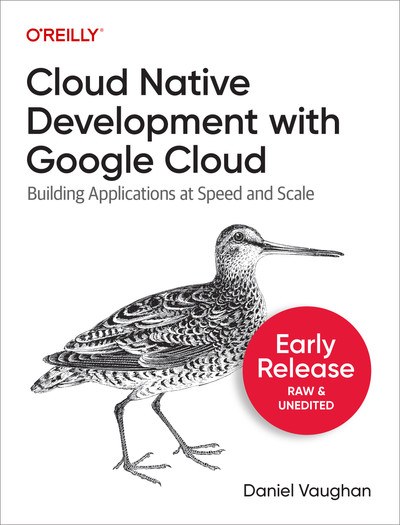 O'REILLY®
Cloud Native
Development with
Google Cloud
Building Applications at Speed and Scale
Early
Release
RAW &
UNEDITED
Daniel Vaughan